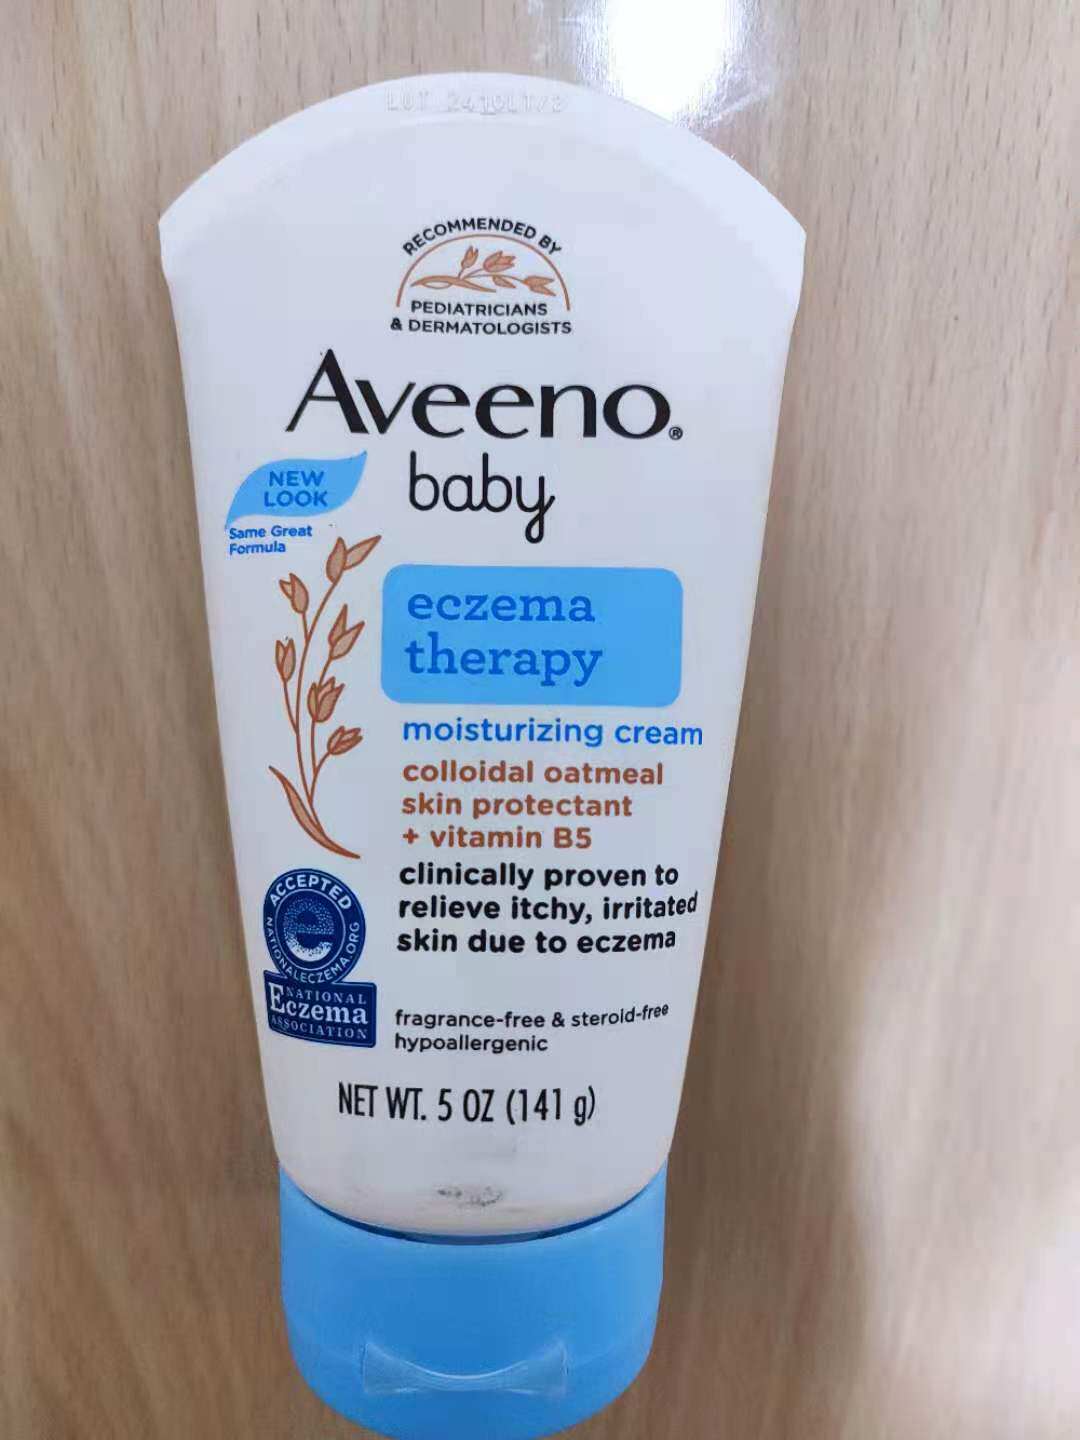 RECOMMENDED BY
PEDIATRICIANS
& DERMATOLOGISTS
Aveeno®
baby
NEW
LOOK
Same Great
Formula
eczema
therapy
moisturizing cream
colloidal oatmeal
skin protectant
+ vitamin B5
clinically proven to
relieve itchy, irritated
skin due to eczema
ACCEPTED
NATIONALECZEMA.ORG
NATIONAL
Eczema
ASSOCIATION
fragrance-free & steroid-free
hypoallergenic
NET WT. 5 OZ (141 g)